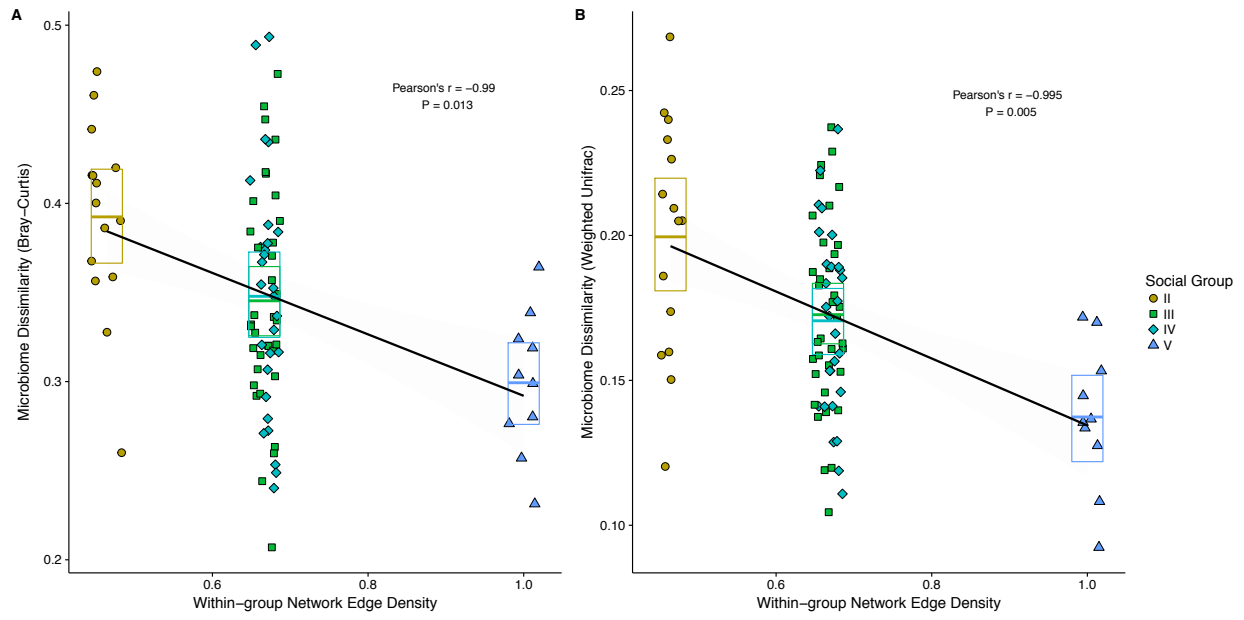 A
0.5
0.4
0.3
0.2
Microbiome Dissimilarity (Bray−Curtis)
Pearson's r = −0.99
P = 0.013
0.6
0.8
1.0
Within−group Network Edge Density
B
0.25
0.20
0.15
0.10
Microbiome Dissimilarity (Weighted Unifrac)
Pearson's r = −0.995
P = 0.005
0.6
0.8
1.0
Within−group Network Edge Density
Social Group
II
III
IV
V